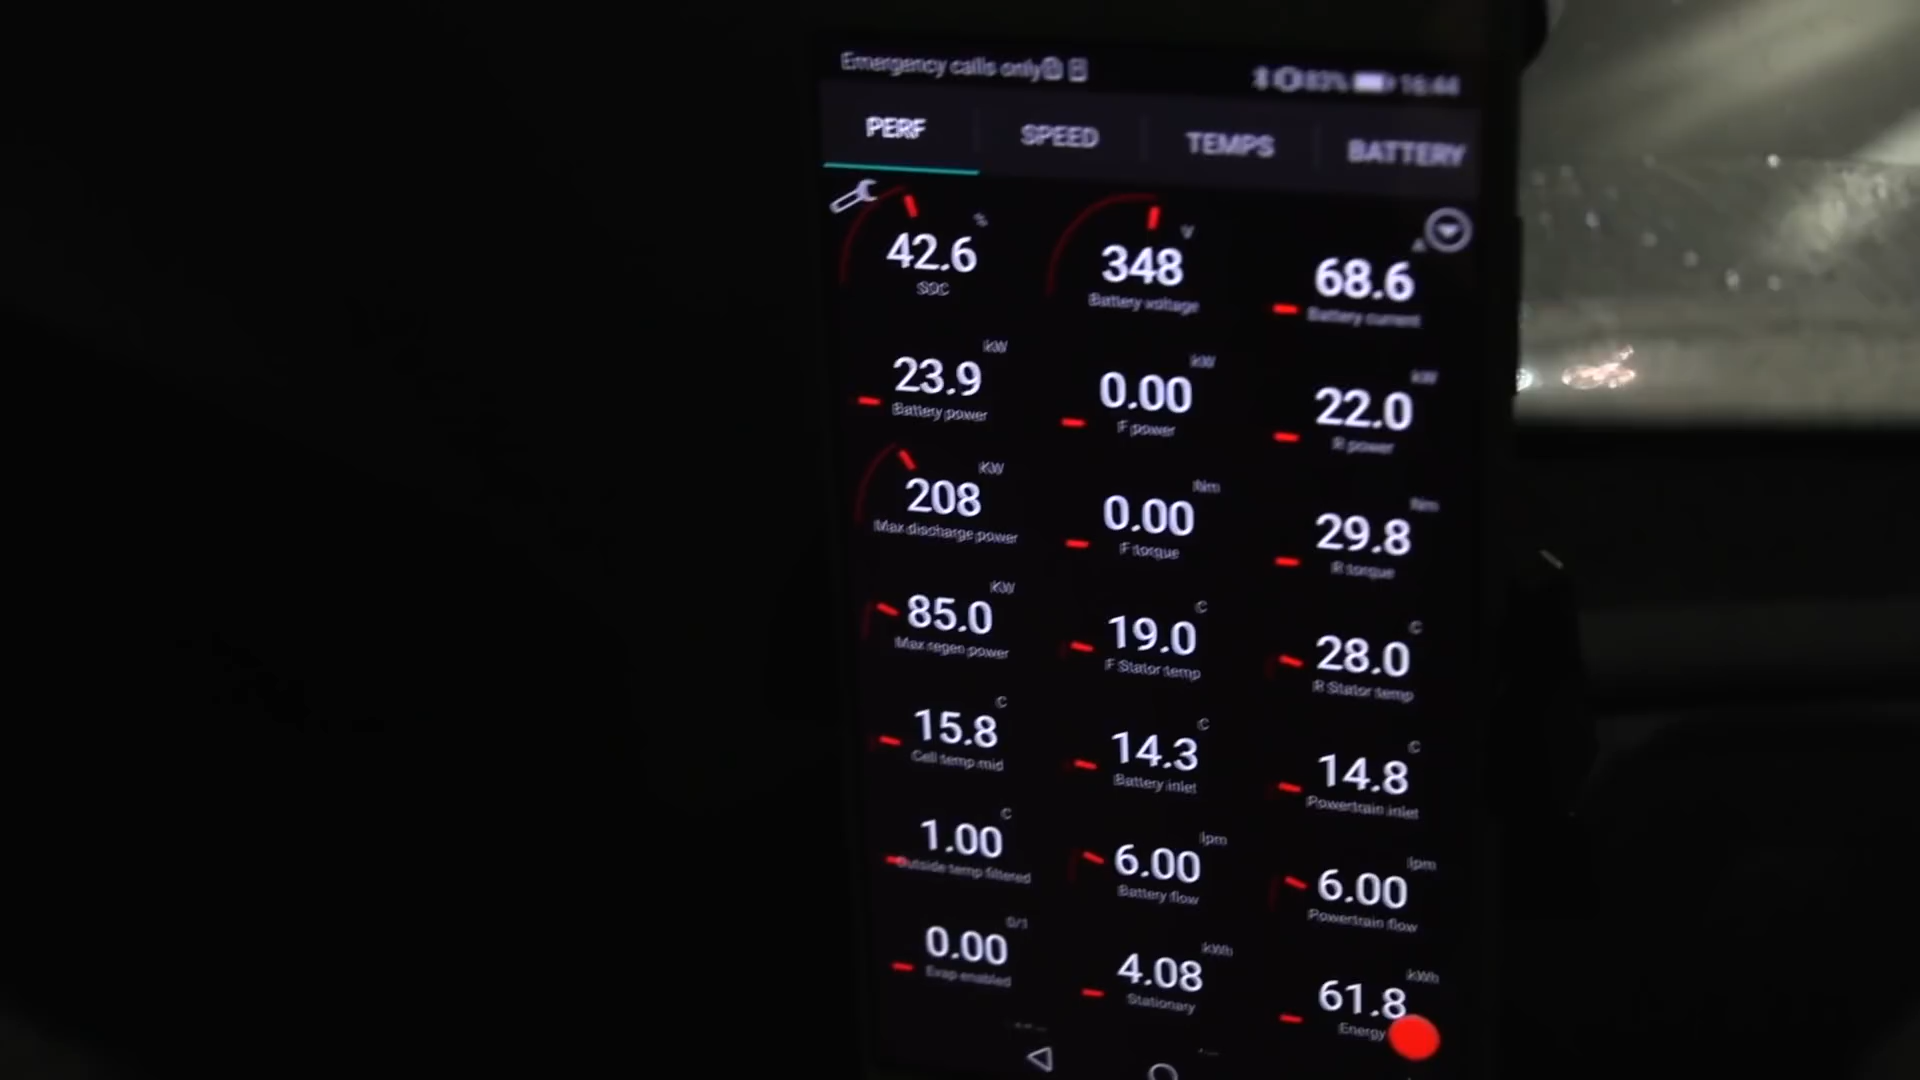 Emergency calls only 83% 16:44
PERF SPEED TEMPS BATTERY
% V A
42.6 348 68.6
SOC Battery voltage Battery current
kW kW kW
23.9 0.00 22.0
Battery power F power R power
KW Nm Nm
208 0.00 29.8
Max discharge power F torque R torque
KW C C
85.0 19.0 28.0
Max regen power F Stator temp R Stator temp
C C C
15.8 14.3 14.8
Cell temp mid Battery inlet Powertrain inlet
C lpm lpm
1.00 6.00 6.00
Outside temp filtered Battery flow Powertrain flow
0/1 kWh kWh
0.00 4.08 61.8
Evap enabled Stationary Energy